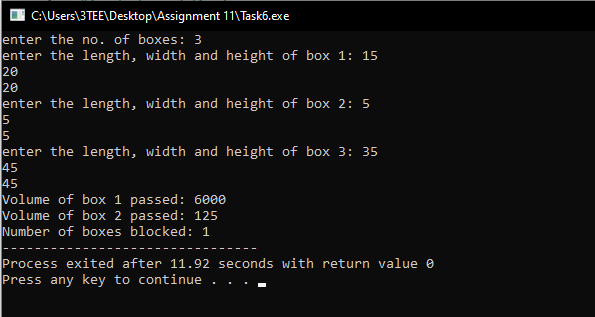 C:\Users\3TEE\Desktop\Assignment 11\Task6.exe
enter the no. of boxes: 3
enter the length, width and height of box 1: 15
20
20
enter the length, width and height of box 2: 5
5
5
enter the length, width and height of box 3: 35
45
45
Volume of box 1 passed: 6000
Volume of box 2 passed: 125
Number of boxes blocked: 1
--------------------------------
Process exited after 11.92 seconds with return value 0
Press any key to continue . . .